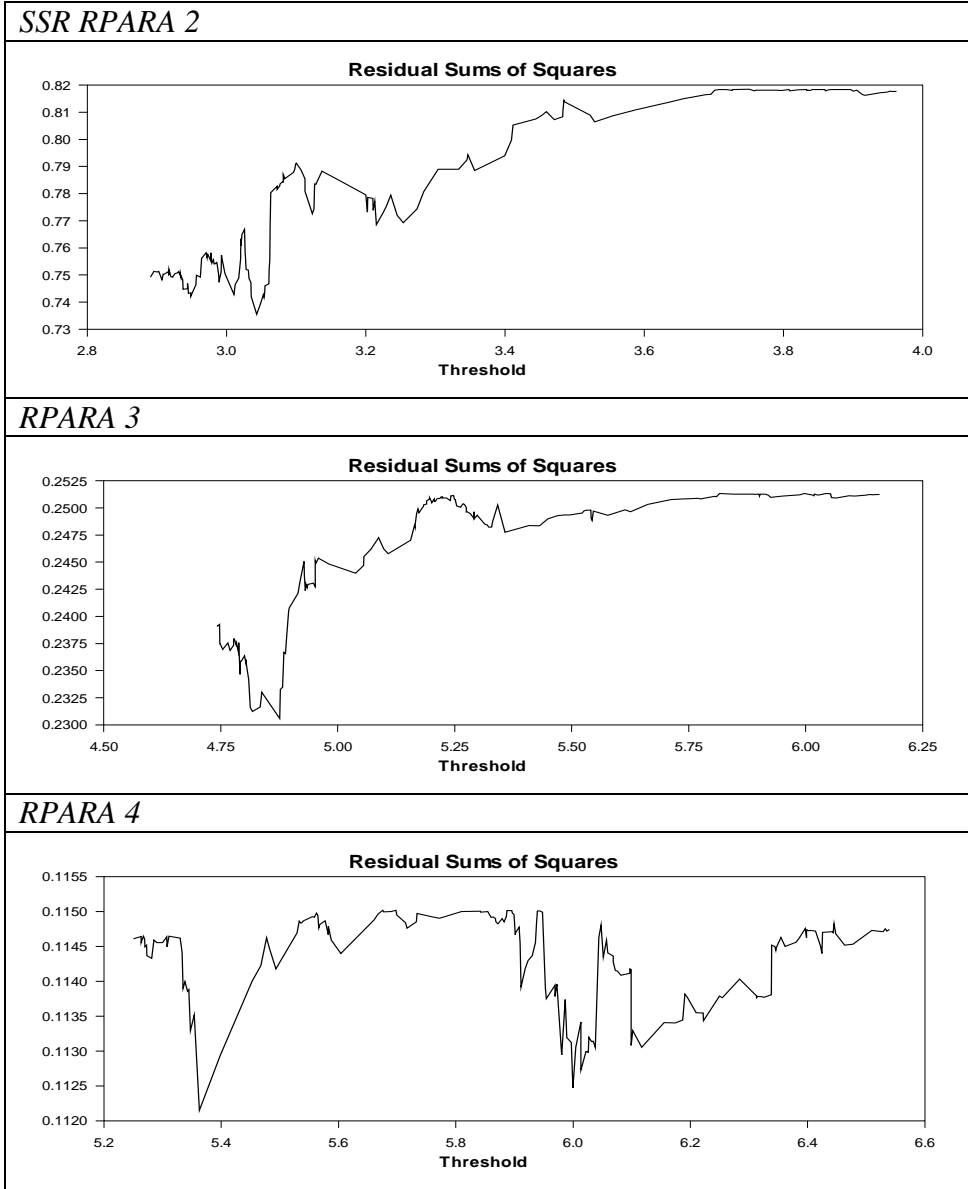 SSR RPARA 2
Residual Sums of Squares
0.82
0.81
0.80
0.79
0.78
0.77
0.76
0.75
0.74
0.73
2.8 3.0 3.2 3.4 3.6 3.8 4.0
Threshold
RPARA 3
Residual Sums of Squares
0.2525
0.2500
0.2475
0.2450
0.2425
0.2400
0.2375
0.2350
0.2325
0.2300
4.50 4.75 5.00 5.25 5.50 5.75 6.00 6.25
Threshold
RPARA 4
Residual Sums of Squares
0.1155
0.1150
0.1145
0.1140
0.1135
0.1130
0.1125
0.1120
5.2 5.4 5.6 5.8 6.0 6.2 6.4 6.6
Threshold